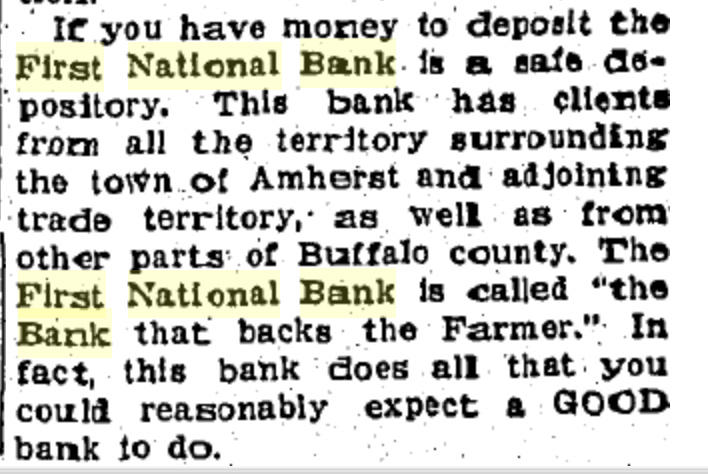 If you have money to deposit the
First National Bank is a safe de-
pository. This bank has clients
from all the territory surrounding
the town of Amherst and adjoining
trade territory, as well as from
other parts of Buffalo county. The
First National Bank is called "the
Bank that backs the Farmer." In
fact, this bank does all that you
could reasonably expect a GOOD
bank to do.